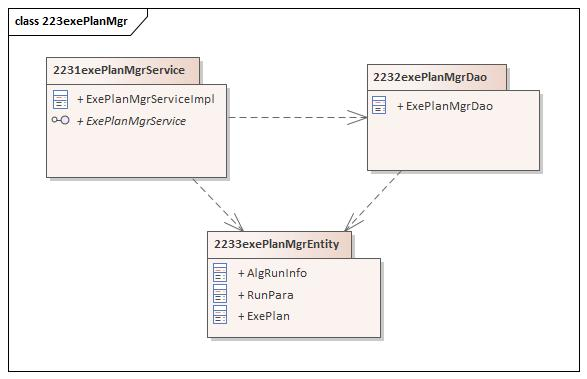 class 223exePlanMgr
2231exePlanMgrService
+ ExePlanMgrServiceImpl
+ ExePlanMgrService
2232exePlanMgrDao
+ ExePlanMgrDao
2233exePlanMgrEntity
+ AlgRunInfo
+ RunPara
+ ExePlan